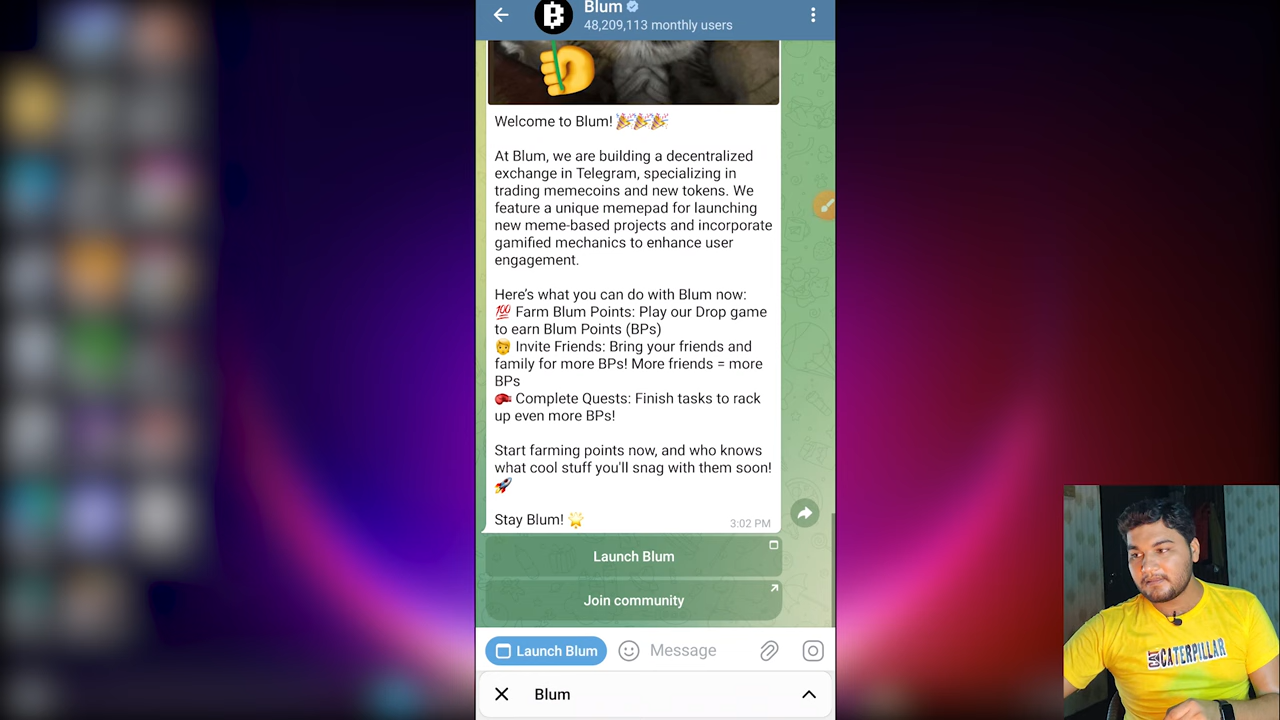 Blum
48,209,113 monthly users
Welcome to Blum! 🎉🎉🎉
At Blum, we are building a decentralized
exchange in Telegram, specializing in
trading memecoins and new tokens. We
feature a unique memepad for launching
new meme-based projects and incorporate
gamified mechanics to enhance user
engagement.
Here's what you can do with Blum now:
💯 Farm Blum Points: Play our Drop game
to earn Blum Points (BPs)
🧑 Invite Friends: Bring your friends and
family for more BPs! More friends = more
BPs
🥊 Complete Quests: Finish tasks to rack
up even more BPs!
Start farming points now, and who knows
what cool stuff you'll snag with them soon!
🚀
Stay Blum! 🌟
3:02 PM
Launch Blum
Join community
Launch Blum
Message
Blum
CAT
CATERPILLAR